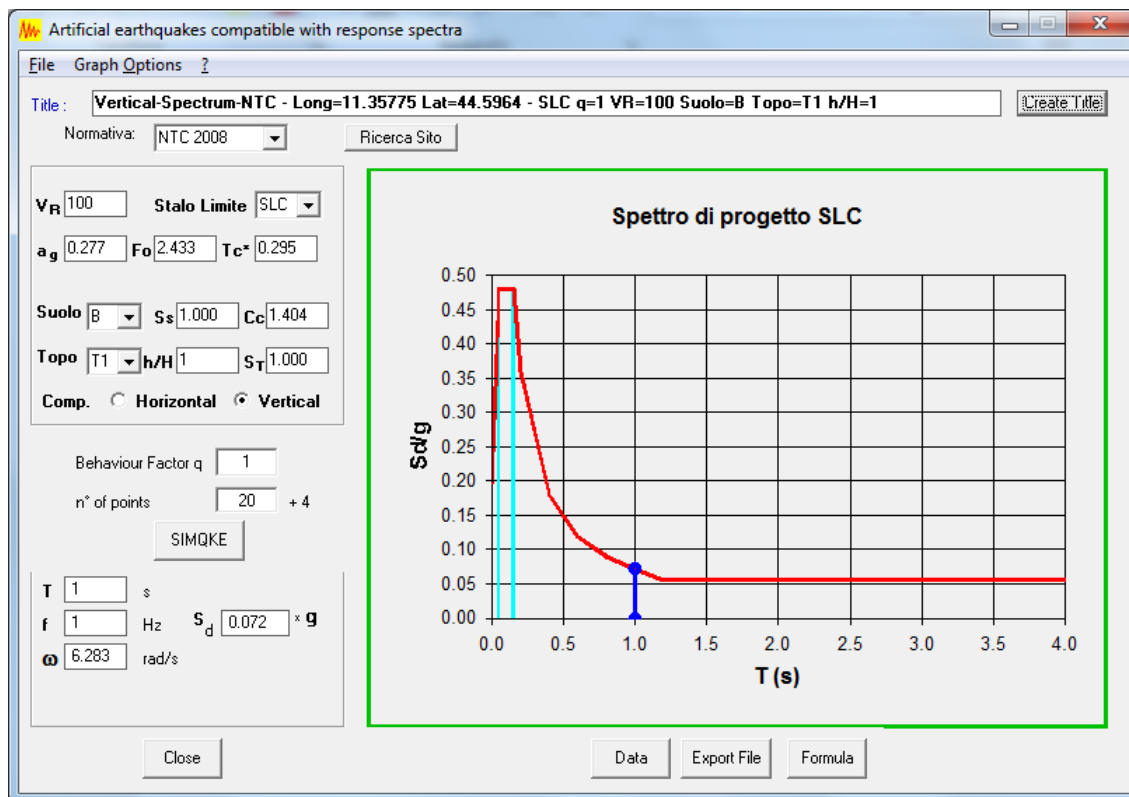 Artificial earthquakes compatible with response spectra
File Graph Options ?
Title : Vertical-Spectrum-NTC - Long=11.35775 Lat=44.5964 - SLC q=1 VR=100 Suolo=B Topo=T1 h/H=1 Create Title
Normativa: NTC 2008 Ricerca Sito
VR 100 Stalo Limite SLC
ag 0.277 Fo 2.433 Tc* 0.295
Suolo B Ss 1.000 Cc 1.404
Topo T1 h/H 1 ST 1.000
Comp. Horizontal Vertical
Behaviour Factor q 1
n° of points 20 + 4
SIMQKE
T 1 s
f 1 Hz Sd 0.072 × g
ω 6.283 rad/s
Spettro di progetto SLC
Sd/g
0.50
0.45
0.40
0.35
0.30
0.25
0.20
0.15
0.10
0.05
0.00
0.0 0.5 1.0 1.5 2.0 2.5 3.0 3.5 4.0
T (s)
Close Data Export File Formula